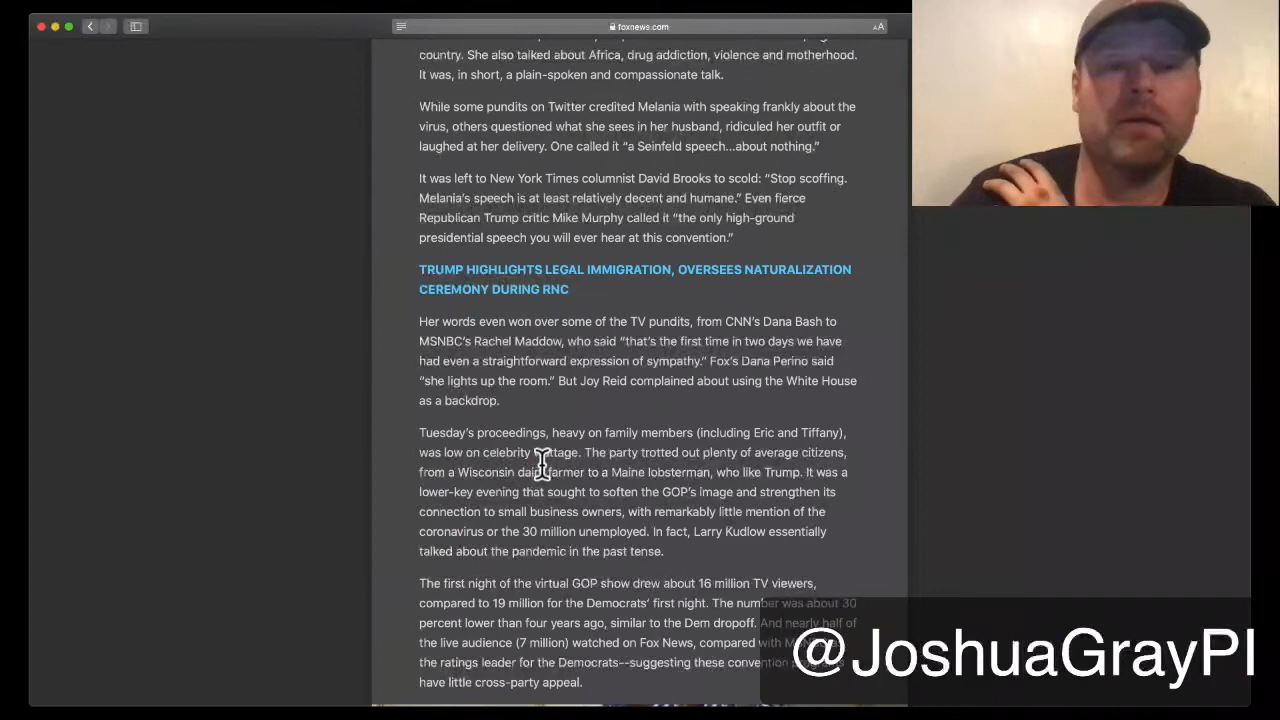 foxnews.com
AA
country. She also talked about Africa, drug addiction, violence and motherhood.
It was, in short, a plain-spoken and compassionate talk.
While some pundits on Twitter credited Melania with speaking frankly about the
virus, others questioned what she sees in her husband, ridiculed her outfit or
laughed at her delivery. One called it “a Seinfeld speech...about nothing.”
It was left to New York Times columnist David Brooks to scold: “Stop scoffing.
Melania’s speech is at least relatively decent and humane.” Even fierce
Republican Trump critic Mike Murphy called it “the only high-ground
presidential speech you will ever hear at this convention.”
TRUMP HIGHLIGHTS LEGAL IMMIGRATION, OVERSEES NATURALIZATION
CEREMONY DURING RNC
Her words even won over some of the TV pundits, from CNN’s Dana Bash to
MSNBC’s Rachel Maddow, who said “that’s the first time in two days we have
had even a straightforward expression of sympathy.” Fox’s Dana Perino said
“she lights up the room.” But Joy Reid complained about using the White House
as a backdrop.
Tuesday’s proceedings, heavy on family members (including Eric and Tiffany),
was low on celebrity The party trotted out plenty of average citizens,
from a Wisconsin dairy farmer to a Maine lobsterman, who like Trump. It was a
lower-key evening that sought to soften the GOP’s image and strengthen its
connection to small business owners, with remarkably little mention of the
coronavirus or the 30 million unemployed. In fact, Larry Kudlow essentially
talked about the pandemic in the past tense.
The first night of the virtual GOP show drew about 16 million TV viewers,
compared to 19 million for the Democrats’ first night. The number was about 30
percent lower than four years ago, similar to the Dem dropoff. And nearly half of
the live audience (7 million) watched on Fox News, compared with
the ratings leader for the Democrats--suggesting these convention
have little cross-party appeal.
@JoshuaGrayPI